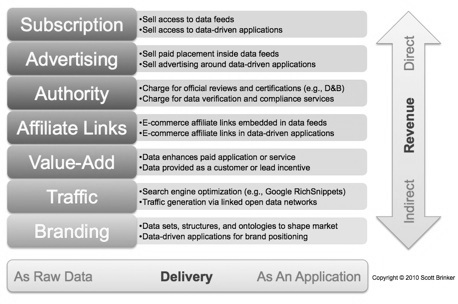 Subscription
•Sell access to data feeds
•Sell access to data-driven applications
Advertising
•Sell paid placement inside data feeds
•Sell advertising around data-driven applications
Authority
•Charge for official reviews and certifications (e.g., D&B)
•Charge for data verification and compliance services
Affiliate Links
•E-commerce affiliate links embedded in data feeds
•E-commerce affiliate links in data-driven applications
Value-Add
•Data enhances paid application or service
•Data provided as a customer or lead incentive
Traffic
•Search engine optimization (e.g., Google RichSnippets)
•Traffic generation via linked open data networks
Branding
•Data sets, structures, and ontologies to shape market
•Data-driven applications for brand positioning
Direct
Revenue
Indirect
As Raw Data
Delivery
As An Application
Copyright © 2010 Scott Brinker